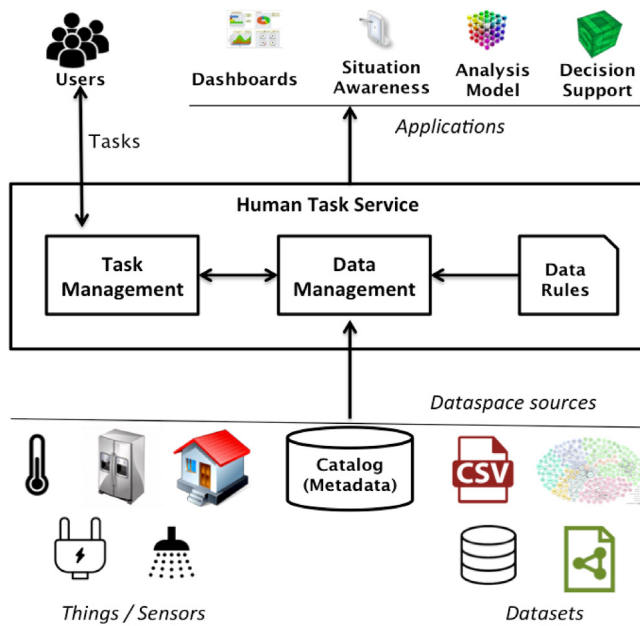 Users
Dashboards
Situation
Awareness
Analysis
Model
Decision
Support
Tasks
Applications
Human Task Service
Task
Management
Data
Management
Data
Rules
Dataspace sources
Catalog
(Metadata)
CSV
Things / Sensors
Datasets